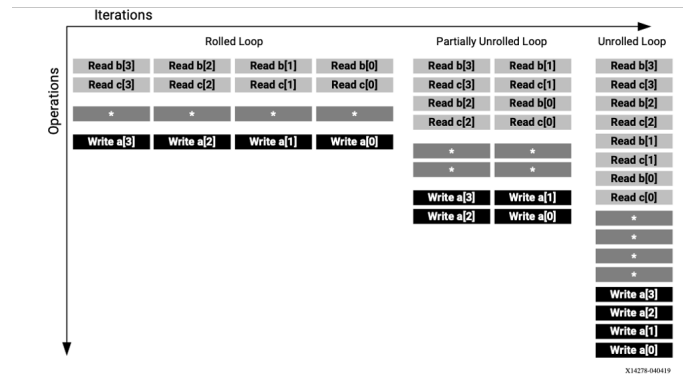 Iterations
Operations
Rolled Loop
Read b[3] Read b[2] Read b[1] Read b[0]
Read c[3] Read c[2] Read c[1] Read c[0]
* * * *
Write a[3] Write a[2] Write a[1] Write a[0]
Partially Unrolled Loop
Read b[3] Read b[1]
Read c[3] Read c[1]
Read b[2] Read b[0]
Read c[2] Read c[0]
* *
* *
Write a[3] Write a[1]
Write a[2] Write a[0]
Unrolled Loop
Read b[3]
Read c[3]
Read b[2]
Read c[2]
Read b[1]
Read c[1]
Read b[0]
Read c[0]
*
*
*
*
Write a[3]
Write a[2]
Write a[1]
Write a[0]
X14278-040419